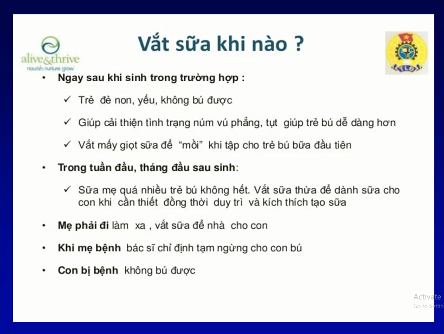 Vắt sữa khi nào ?
alive&thrive
nourish. nurture. grow.
• Ngay sau khi sinh trong trường hợp :
✓ Trẻ đẻ non, yếu, không bú được
✓ Giúp cải thiện tình trạng núm vú phẳng, tụt giúp trẻ bú dễ dàng hơn
✓ Vắt mấy giọt sữa để “mồi” khi tập cho trẻ bú bữa đầu tiên
• Trong tuần đầu, tháng đầu sau sinh:
✓ Sữa mẹ quá nhiều trẻ bú không hết. Vắt sữa thừa để dành sữa cho
con khi cần thiết đồng thời duy trì và kích thích tạo sữa
• Mẹ phải đi làm xa , vắt sữa để nhà cho con
• Khi mẹ bệnh bác sĩ chỉ định tạm ngừng cho con bú
• Con bị bệnh không bú được
Activate